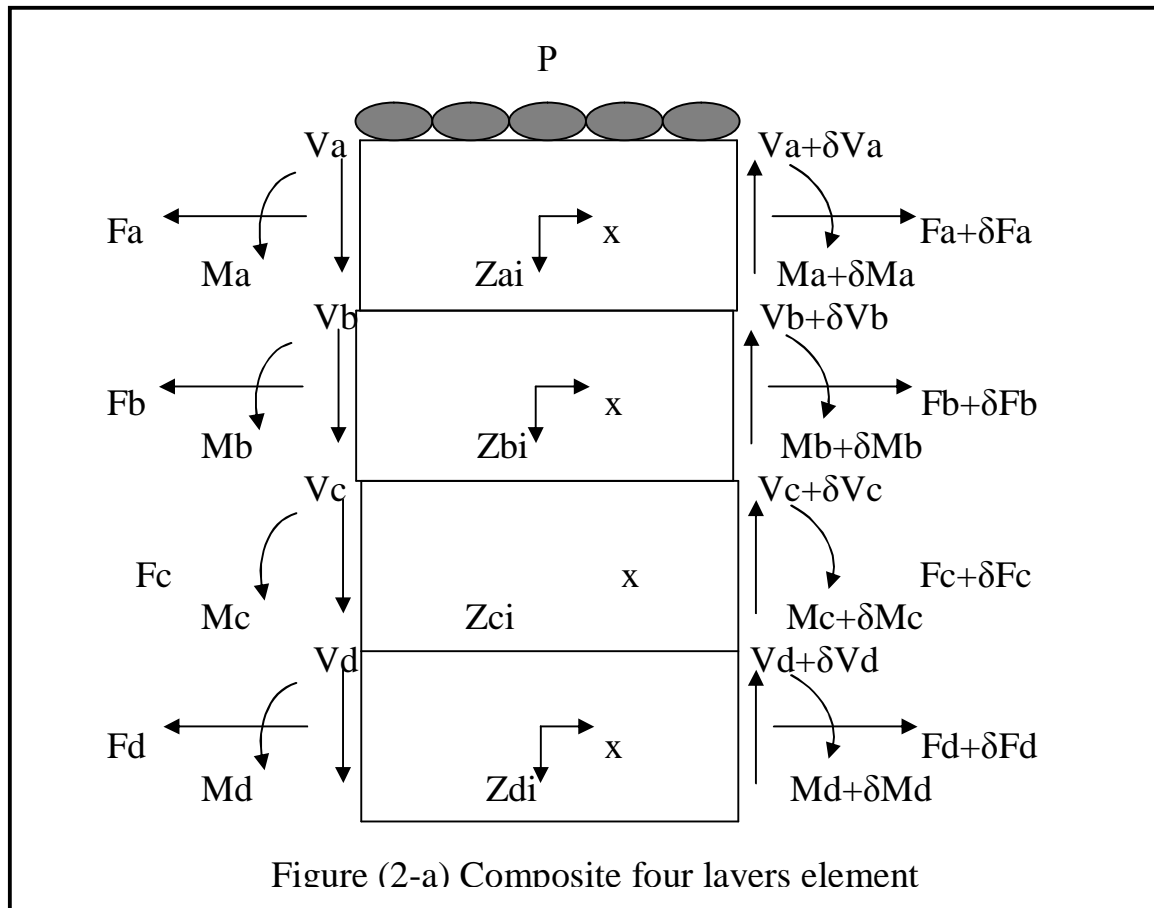 P
Va Va+δVa
Fa x Fa+δFa
Ma Zai Ma+δMa
Vb Vb+δVb
Fb x Fb+δFb
Mb Zbi Mb+δMb
Vc Vc+δVc
Fc x Fc+δFc
Mc Zci Mc+δMc
Vd Vd+δVd
Fd x Fd+δFd
Md Zdi Md+δMd
Figure (2-a) Composite four layers element